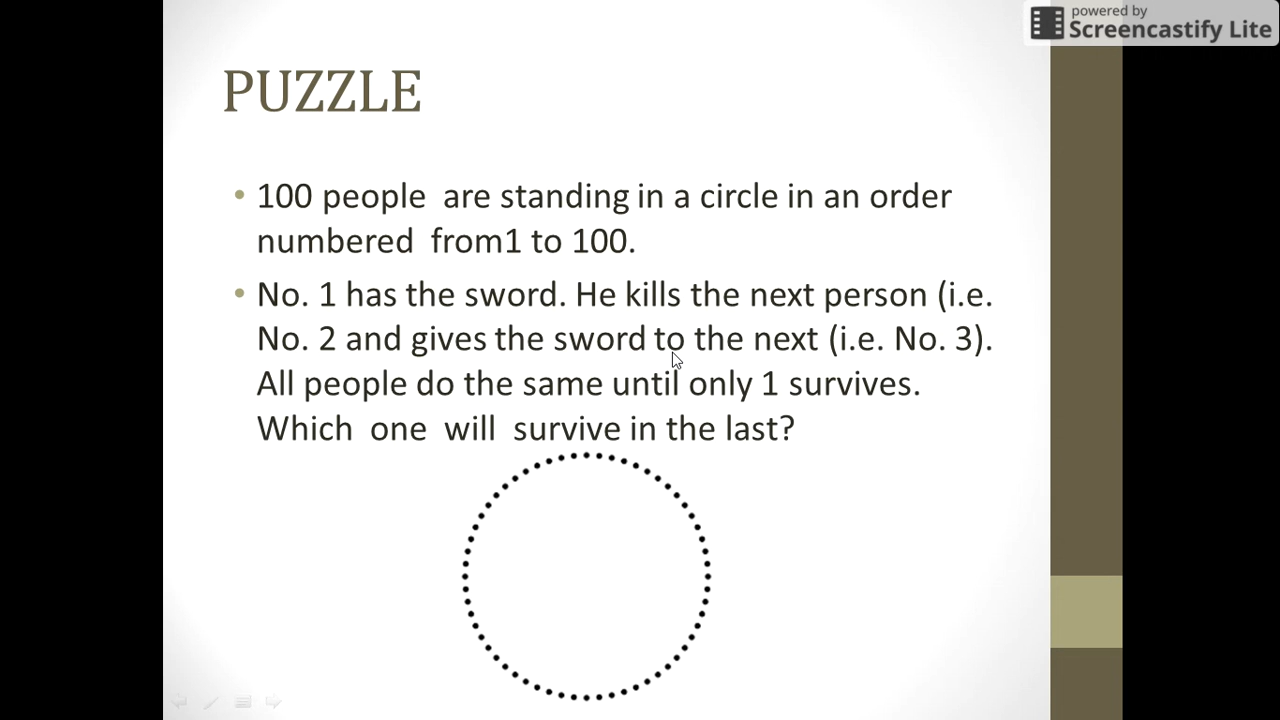 powered by
Screencastify Lite
PUZZLE
• 100 people are standing in a circle in an order
numbered from1 to 100.
• No. 1 has the sword. He kills the next person (i.e.
No. 2 and gives the sword to the next (i.e. No. 3).
All people do the same until only 1 survives.
Which one will survive in the last?